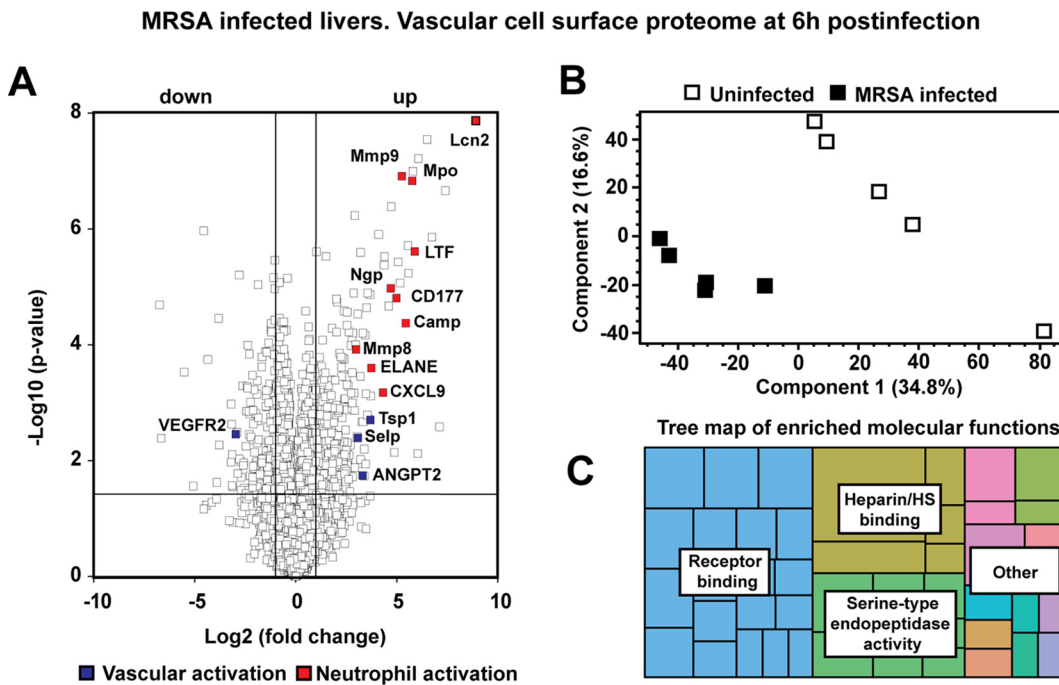 MRSA infected livers. Vascular cell surface proteome at 6h postinfection
A
down
up
8
6
4
2
0
-Log10 (p-value)
Lcn2
Mmp9
Mpo
LTF
Ngp
CD177
Camp
Mmp8
ELANE
CXCL9
Tsp1
VEGFR2
Selp
ANGPT2
-10
-5
0
5
10
Log2 (fold change)
Vascular activation
Neutrophil activation
B
Uninfected
MRSA infected
40
20
0
-20
-40
Component 2 (16.6%)
-40
-20
0
20
40
60
80
Component 1 (34.8%)
Tree map of enriched molecular functions
C
Receptor
binding
Heparin/HS
binding
Serine-type
endopeptidase
activity
Other